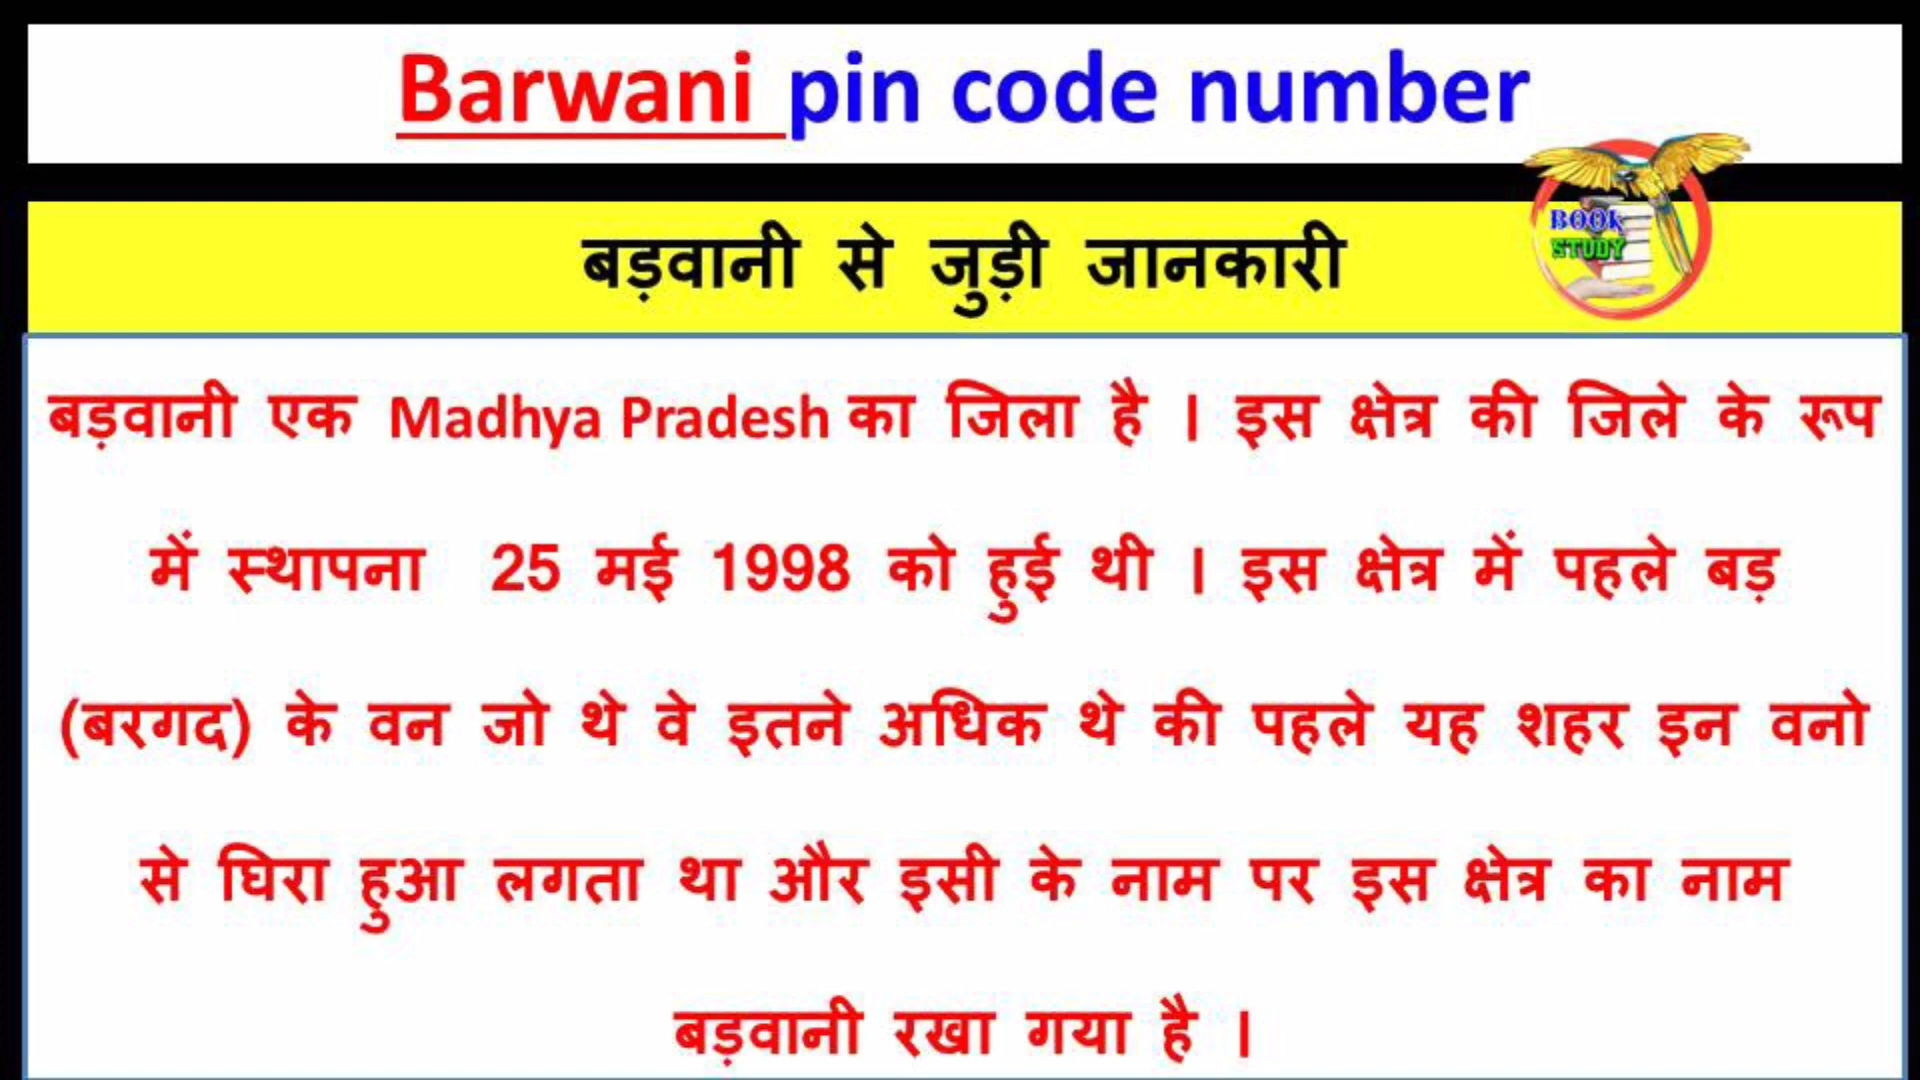 Barwani pin code number
BOOK
STUDY
बड़वानी से जुड़ी जानकारी
बड़वानी एक Madhya Pradesh का जिला है । इस क्षेत्र की जिले के रूप
में स्थापना 25 मई 1998 को हुई थी । इस क्षेत्र में पहले बड़
(बरगद) के वन जो थे वे इतने अधिक थे की पहले यह शहर इन वनो
से घिरा हुआ लगता था और इसी के नाम पर इस क्षेत्र का नाम
बड़वानी रखा गया है ।